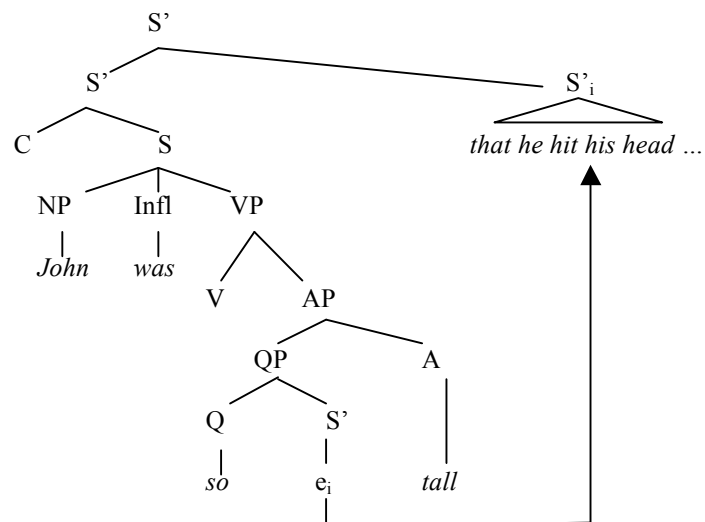 S’
S’ S’i
C S that he hit his head ...
NP Infl VP
John was
V AP
QP A
Q S’
so ei tall